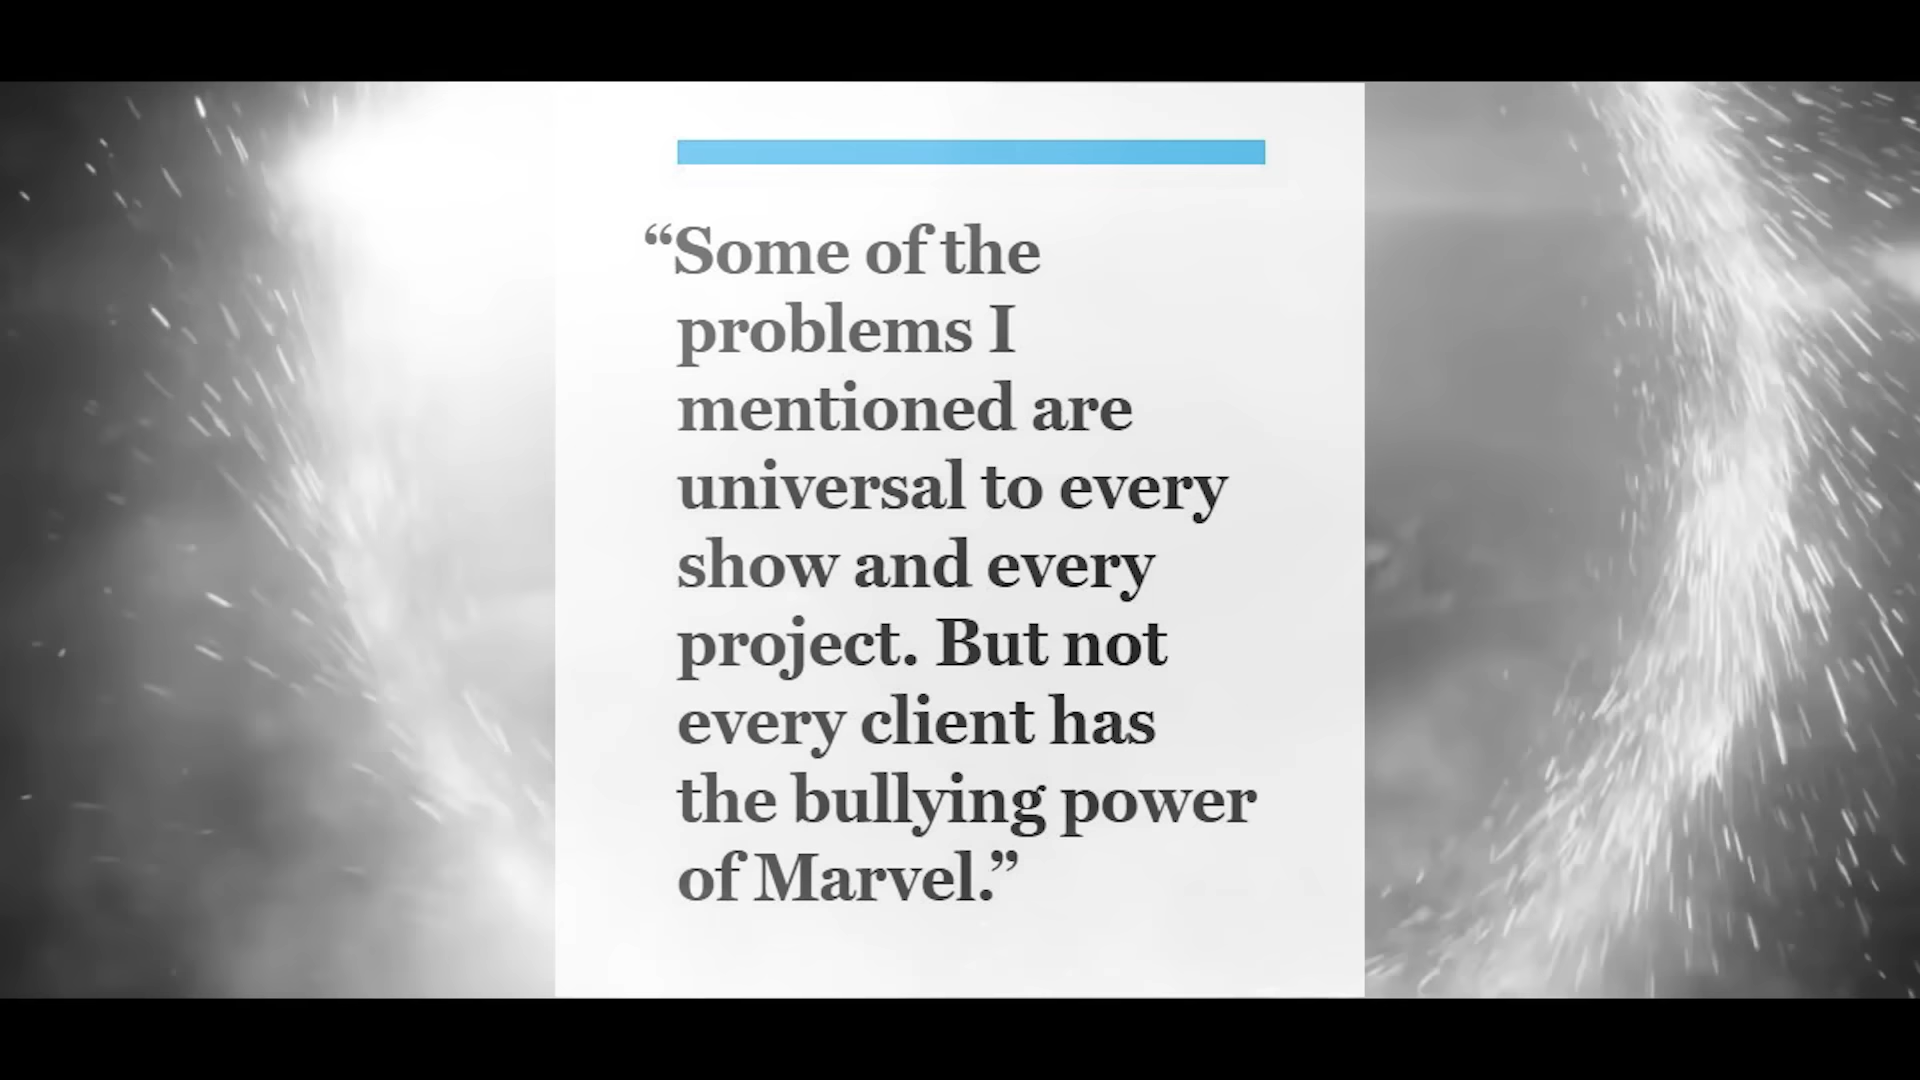 “Some of the
problems I
mentioned are
universal to every
show and every
project. But not
every client has
the bullying power
of Marvel.”